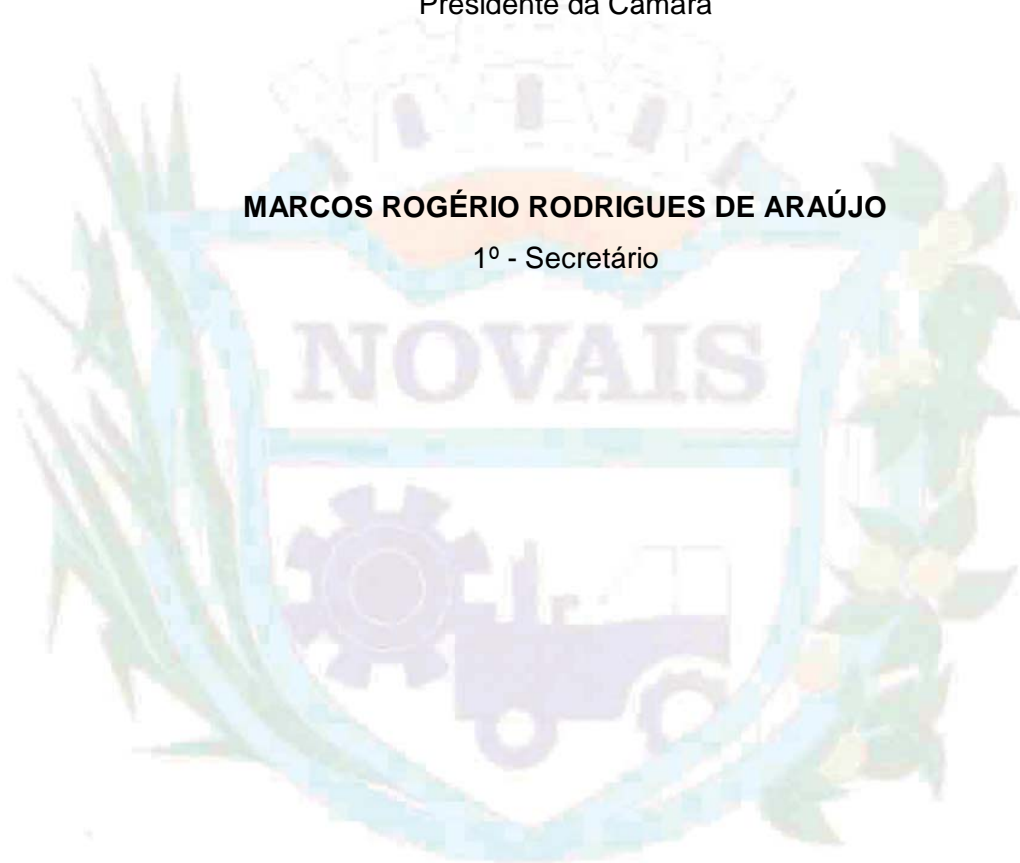 Presidente da Câmara
MARCOS ROGÉRIO RODRIGUES DE ARAÚJO
1º - Secretário
NOVAIS